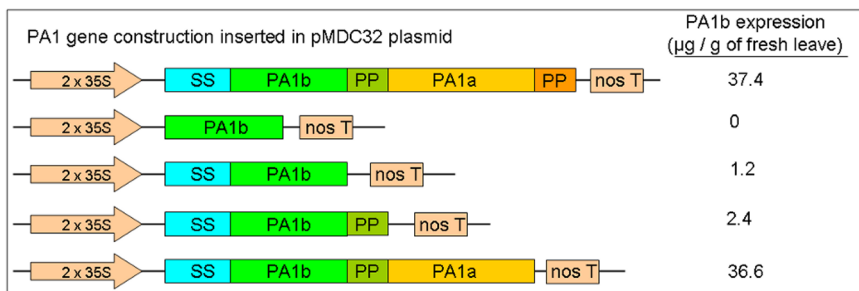 PA1 gene construction inserted in pMDC32 plasmid
PA1b expression
(µg / g of fresh leave)
2 x 35S SS PA1b PP PA1a PP nos T 37.4
2 x 35S PA1b nos T 0
2 x 35S SS PA1b nos T 1.2
2 x 35S SS PA1b PP nos T 2.4
2 x 35S SS PA1b PP PA1a nos T 36.6